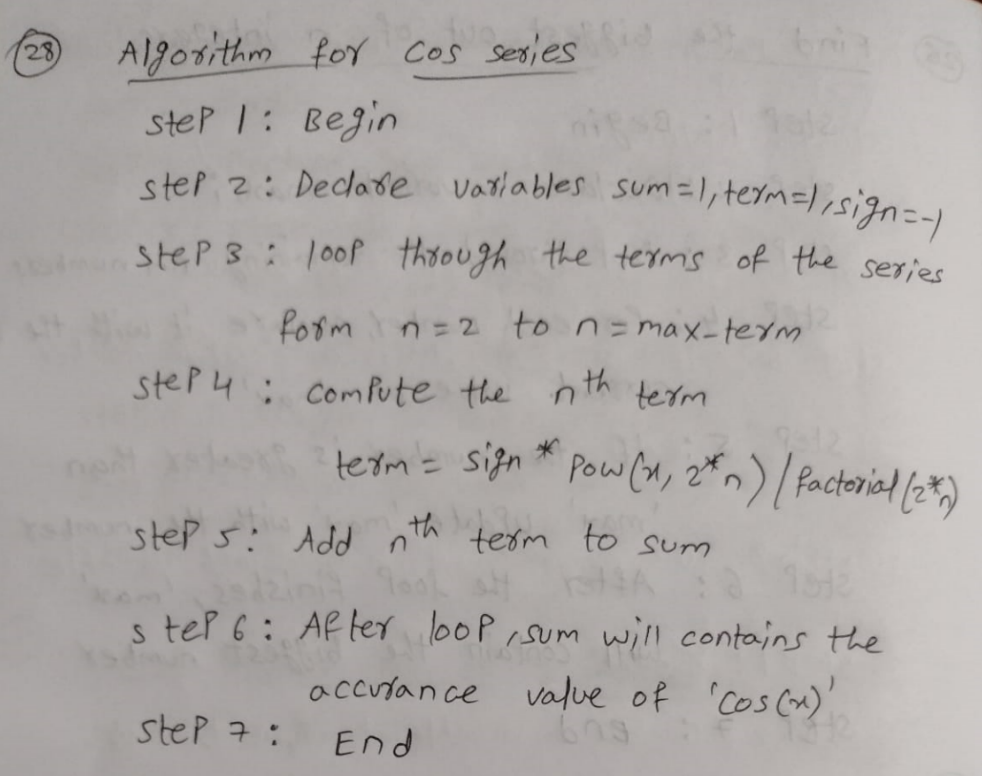 28 Algorithm for cos series
step 1 : Begin
step 2 : Declare variables sum=1, term=1, sign=-1
step 3 : loop through the terms of the series
form n=2 to n=max-term
step 4 : compute the nth term
term = sign * pow(x, 2*n) / factorial(2*n)
step 5 : Add nth term to sum
step 6 : After loop, sum will contains the
accurance value of 'cos(x)'
step 7 : End